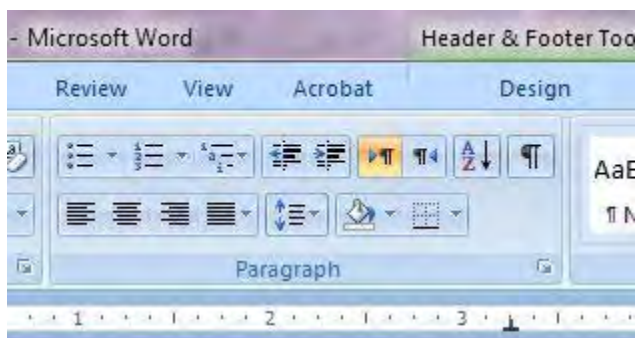 - Microsoft Word Header & Footer Too
Review View Acrobat Design
AaB
¶ N
Paragraph
1 2 3